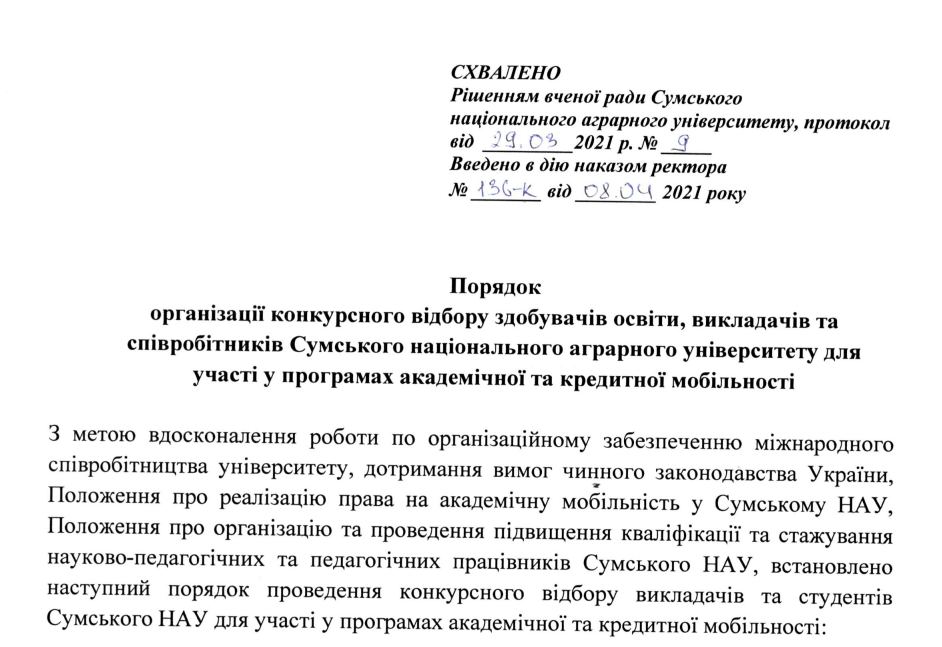 СХВАЛЕНО
Рішенням вченої ради Сумського
національного аграрного університету, протокол
від 29.03 2021 р. № 9
Введено в дію наказом ректора
№ 136-К від 08.04 2021 року
Порядок
організації конкурсного відбору здобувачів освіти, викладачів та
співробітників Сумського національного аграрного університету для
участі у програмах академічної та кредитної мобільності
З метою вдосконалення роботи по організаційному забезпеченню міжнародного
співробітництва університету, дотримання вимог чинного законодавства України,
Положення про реалізацію права на академічну мобільність у Сумському НАУ,
Положення про організацію та проведення підвищення кваліфікації та стажування
науково-педагогічних та педагогічних працівників Сумського НАУ, встановлено
наступний порядок проведення конкурсного відбору викладачів та студентів
Сумського НАУ для участі у програмах академічної та кредитної мобільності: